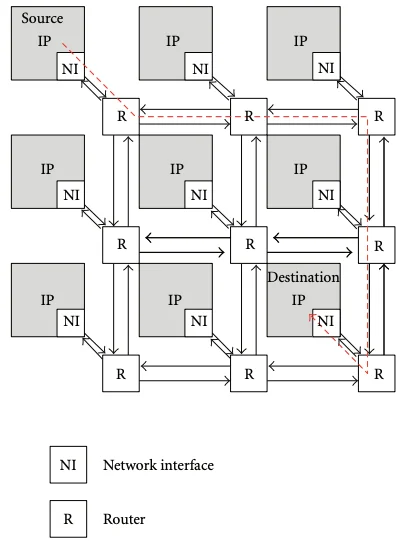 Source
IP IP IP
NI NI NI
R R R
IP IP IP
NI NI NI
R R R
Destination
IP IP IP
NI NI NI
R R R
NI Network interface
R Router